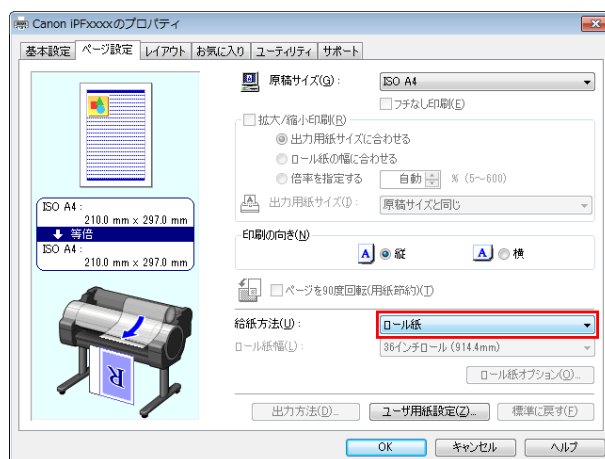 Canon iPFxxxxのプロパティ
基本設定 ページ設定 レイアウト お気に入り ユーティリティ サポート
原稿サイズ(G): ISO A4
フチなし印刷(E)
拡大/縮小印刷(R)
出力用紙サイズに合わせる
ロール紙の幅に合わせる
倍率を指定する 自動 % (5~600)
出力用紙サイズ(I): 原稿サイズと同じ
ISO A4:
210.0 mm x 297.0 mm
等倍
ISO A4:
210.0 mm x 297.0 mm
印刷の向き(N)
A 縦 A 横
ページを90度回転(用紙節約)(T)
給紙方法(U): ロール紙
ロール紙幅(L): 36インチロール (914.4mm)
ロール紙オプション(O)...
R
出力方法(D)... ユーザ用紙設定(Z)... 標準に戻す(F)
OK キャンセル ヘルプ